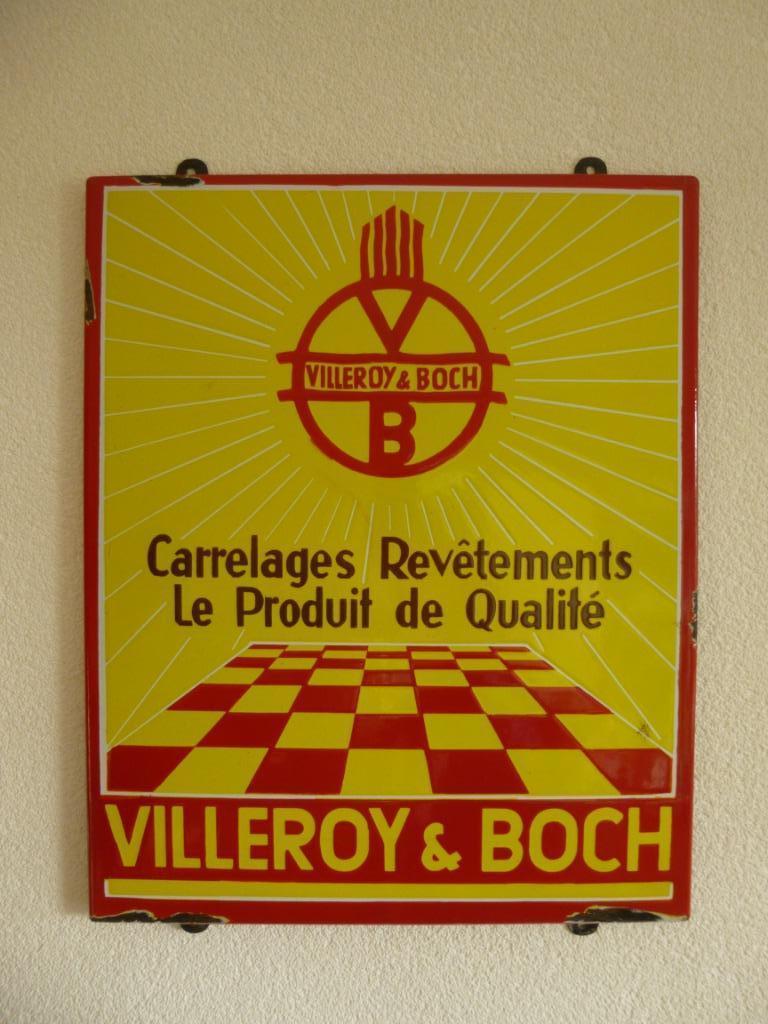 V
VILLEROY & BOCH
B
Carrelages Revêtements
Le Produit de Qualité
VILLEROY & BOCH